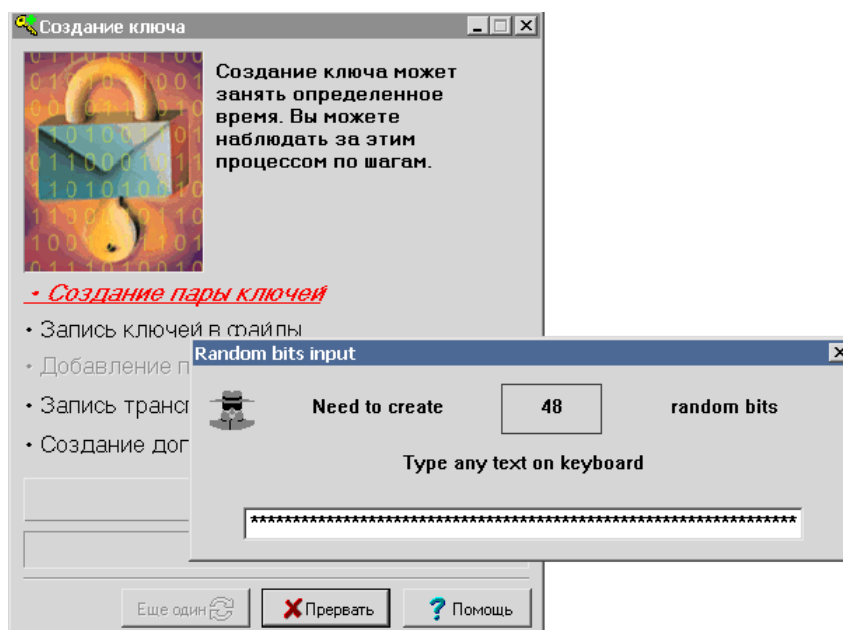 Создание ключа
Создание ключа может
занять определенное
время. Вы можете
наблюдать за этим
процессом по шагам.
• Создание пары ключей
• Запись ключей в файлы
• Добавление п
Random bits input
• Запись трансп
Need to create 48 random bits
• Создание дог
Type any text on keyboard
Еще один
Прервать
Помощь